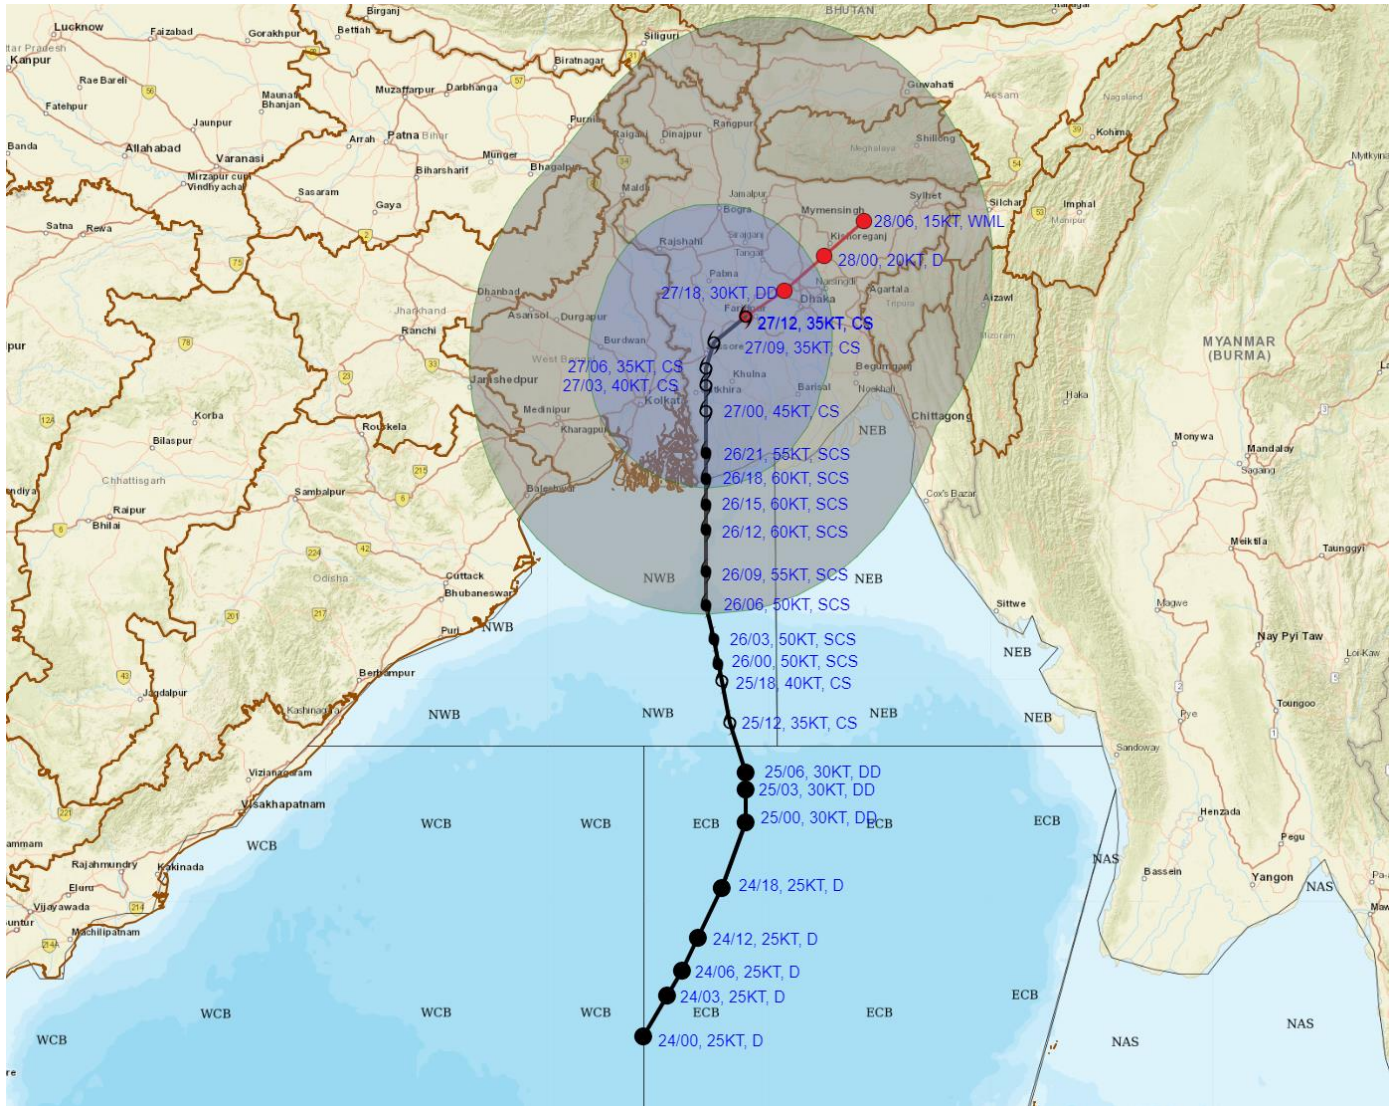 BHUTAN
Lucknow
Faizabad
Gorakhpur
Bettiah
Birganj
Siliguri
Kanpur
Rae Bareli
Biratnagar
Guwahati
Assam
Nagaland
Fatehpur
Maunath
Bhanjan
Muzaffarpur
Darbhanga
Kohima
Jaunpur
Arrah
Patna
Bihar
Raiganj
Dinajpur
Rangpur
Shillong
Meghalaya
Banda
Allahabad
Varanasi
Munger
Bhagalpur
Biharsharif
Mirzapur cum
Vindhyachal
Sasaram
Gaya
Jamalpur
Bogra
Mymensingh
Sylhet
Silchar
Imphal
Manipur
Satna
Rewa
Rajshahi
Sirajganj
Tangail
Kishoreganj
28/06, 15KT, WML
28/00, 20KT, D
Pabna
Narsingdi
27/18, 30KT, DD
Dhaka
Agartala
Tripura
Aizawl
Mizoram
Dhanbad
Asansol
Durgapur
Jharkhand
Ranchi
27/12, 35KT, CS
27/09, 35KT, CS
Burdwan
27/06, 35KT, CS
27/03, 40KT, CS
Khulna
Barisal
Begumganj
Noakhali
Jamshedpur
Medinipur
Kolkata
Kharagpur
27/00, 45KT, CS
Chittagong
NEB
MYANMAR
(BURMA)
Haka
Monywa
Mandalay
Sagaing
Korba
Bilaspur
Rourkela
Chhattisgarh
Raipur
Bhilai
Sambalpur
Baleshwar
26/21, 55KT, SCS
26/18, 60KT, SCS
26/15, 60KT, SCS
26/12, 60KT, SCS
Cox's Bazar
Meiktila
Taunggyi
Odisha
Cuttack
Bhubaneswar
Puri
NWB
NWB
NEB
26/09, 55KT, SCS
26/06, 50KT, SCS
Sittwe
Magwe
Nay Pyi Taw
Loi-Kaw
26/03, 50KT, SCS
26/00, 50KT, SCS
25/18, 40KT, CS
NEB
Berhampur
Jagdalpur
NWB
NWB
NEB
NEB
25/12, 35KT, CS
Pye
Toungoo
Sandoway
Vizianagaram
Visakhapatnam
25/06, 30KT, DD
25/03, 30KT, DD
25/00, 30KT, DD
WCB
WCB
WCB
ECB
ECB
ECB
Henzada
Pegu
Rajahmundry
Kakinada
Eluru
Vijayawada
Machilipatnam
24/18, 25KT, D
NAS
Bassein
Yangon
NAS
24/12, 25KT, D
24/06, 25KT, D
24/03, 25KT, D
24/00, 25KT, D
WCB
WCB
WCB
WCB
ECB
ECB
ECB
NAS
NAS